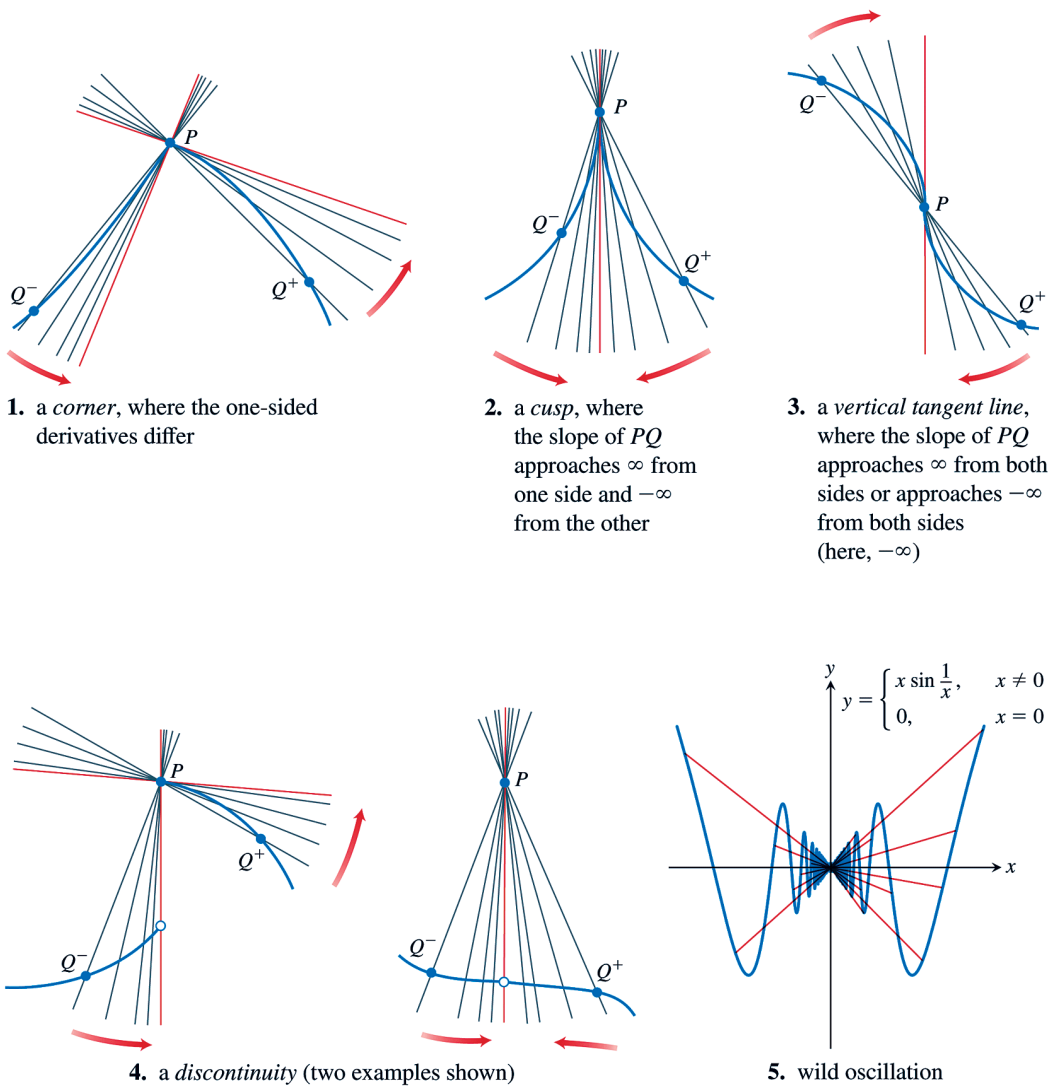 P
Q⁻
Q⁺
1. a corner, where the one-sided
derivatives differ
P
Q⁻
Q⁺
2. a cusp, where
the slope of PQ
approaches ∞ from
one side and −∞
from the other
Q⁻
P
Q⁺
3. a vertical tangent line,
where the slope of PQ
approaches ∞ from both
sides or approaches −∞
from both sides
(here, −∞)
P
Q⁺
Q⁻
P
Q⁻
Q⁺
4. a discontinuity (two examples shown)
y
y = { x sin 1/x, x ≠ 0
0, x = 0
x
5. wild oscillation